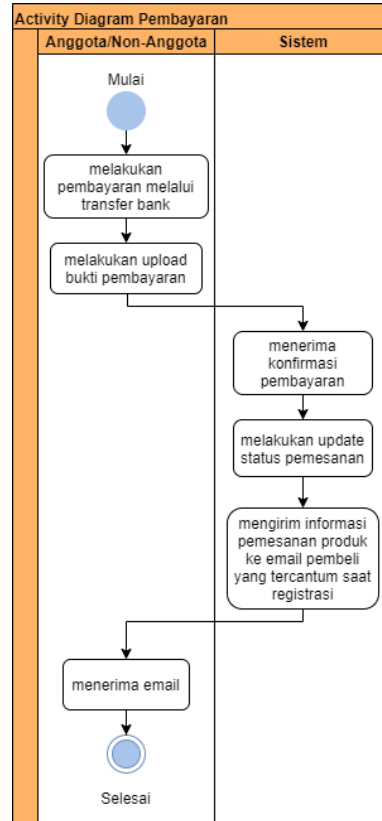 Activity Diagram Pembayaran
Anggota/Non-Anggota
Sistem
Mulai
melakukan
pembayaran melalui
transfer bank
melakukan upload
bukti pembayaran
menerima
konfirmasi
pembayaran
melakukan update
status pemesanan
mengirim informasi
pemesanan produk
ke email pembeli
yang tercantum saat
registrasi
menerima email
Selesai